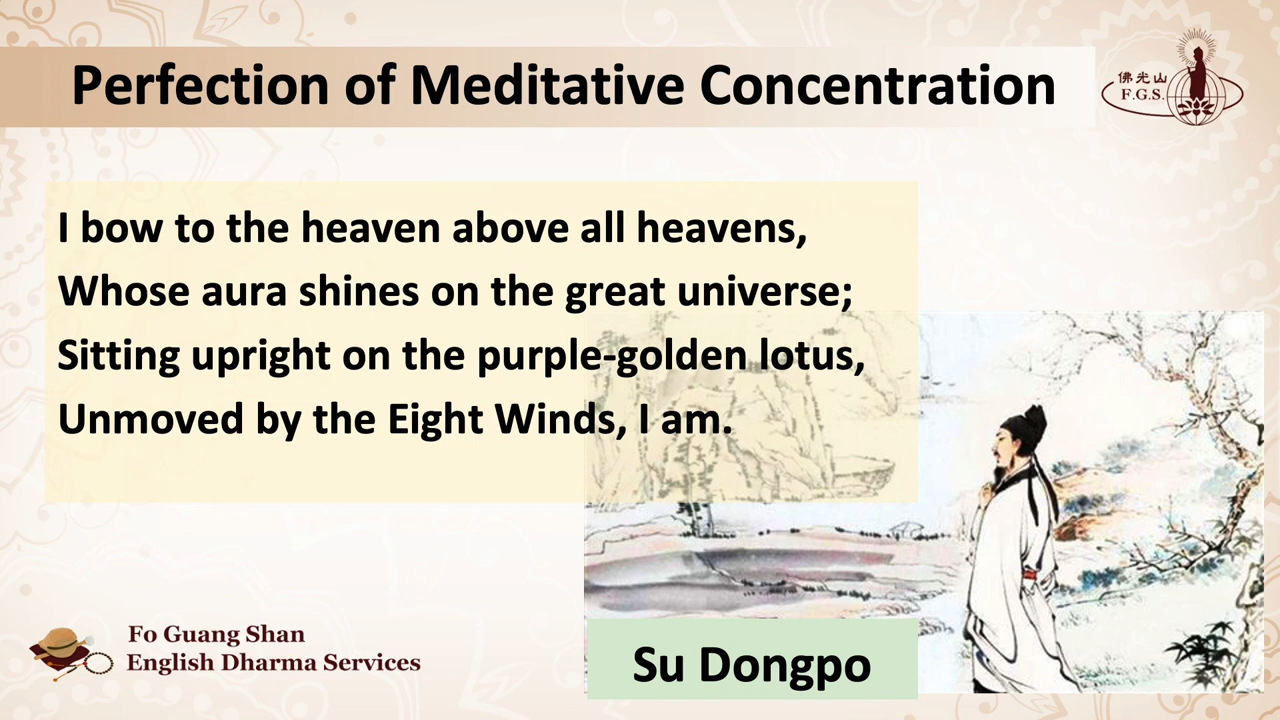 Perfection of Meditative Concentration
佛光山
F.G.S.
I bow to the heaven above all heavens,
Whose aura shines on the great universe;
Sitting upright on the purple-golden lotus,
Unmoved by the Eight Winds, I am.
Su Dongpo
Fo Guang Shan
English Dharma Services